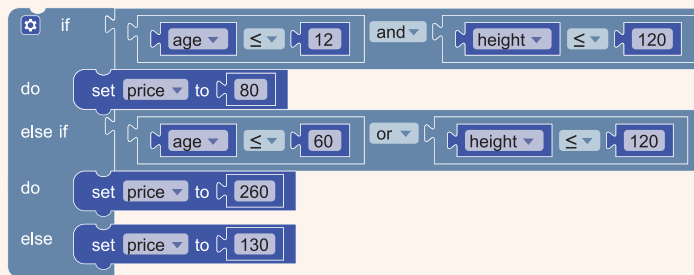 if age ≤ 12 and height ≤ 120
do set price to 80
else if age ≤ 60 or height ≤ 120
do set price to 260
else set price to 130